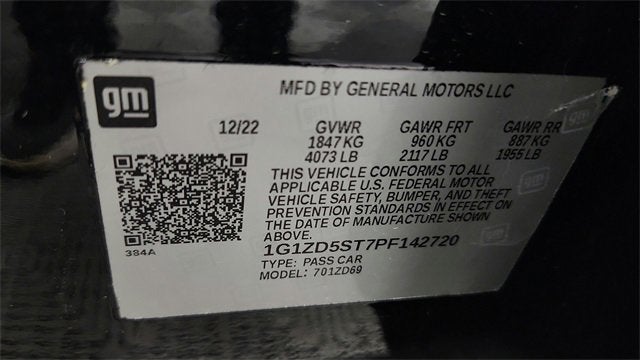 gm
MFD BY GENERAL MOTORS LLC
12/22 GVWR GAWR FRT GAWR RR
1847 KG 960 KG 887 KG
4073 LB 2117 LB 1955 LB
THIS VEHICLE CONFORMS TO ALL
APPLICABLE U.S. FEDERAL MOTOR
VEHICLE SAFETY, BUMPER, AND THEFT
PREVENTION STANDARDS IN EFFECT ON
THE DATE OF MANUFACTURE SHOWN
ABOVE.
384A
1G1ZD5ST7PF142720
TYPE: PASS CAR
MODEL: 701ZD69